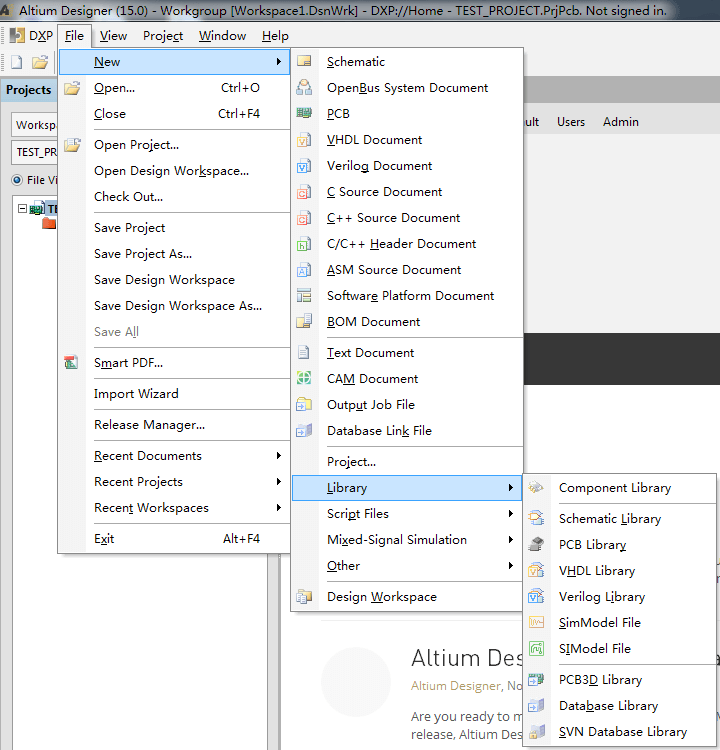 Altium Designer (15.0) - Workgroup [Workspace1.DsnWrk] - DXP://Home - TEST_PROJECT.PrjPcb. Not signed in.
DXP File View Project Window Help
Projects
Worksp
TEST_PR
File Vi
New
Open... Ctrl+O
Close Ctrl+F4
Open Project...
Open Design Workspace...
Check Out...
Save Project
Save Project As...
Save Design Workspace
Save Design Workspace As...
Save All
Smart PDF...
Import Wizard
Release Manager...
Recent Documents
Recent Projects
Recent Workspaces
Exit Alt+F4
Schematic
OpenBus System Document
PCB
VHDL Document
Verilog Document
C Source Document
C++ Source Document
C/C++ Header Document
ASM Source Document
Software Platform Document
BOM Document
Text Document
CAM Document
Output Job File
Database Link File
Project...
Library
Script Files
Mixed-Signal Simulation
Other
Design Workspace
Component Library
Schematic Library
PCB Library
VHDL Library
Verilog Library
SimModel File
SIModel File
PCB3D Library
Database Library
SVN Database Library
ult Users Admin
Altium Des
Altium Designer, No
Are you ready to m
release, Altium Des